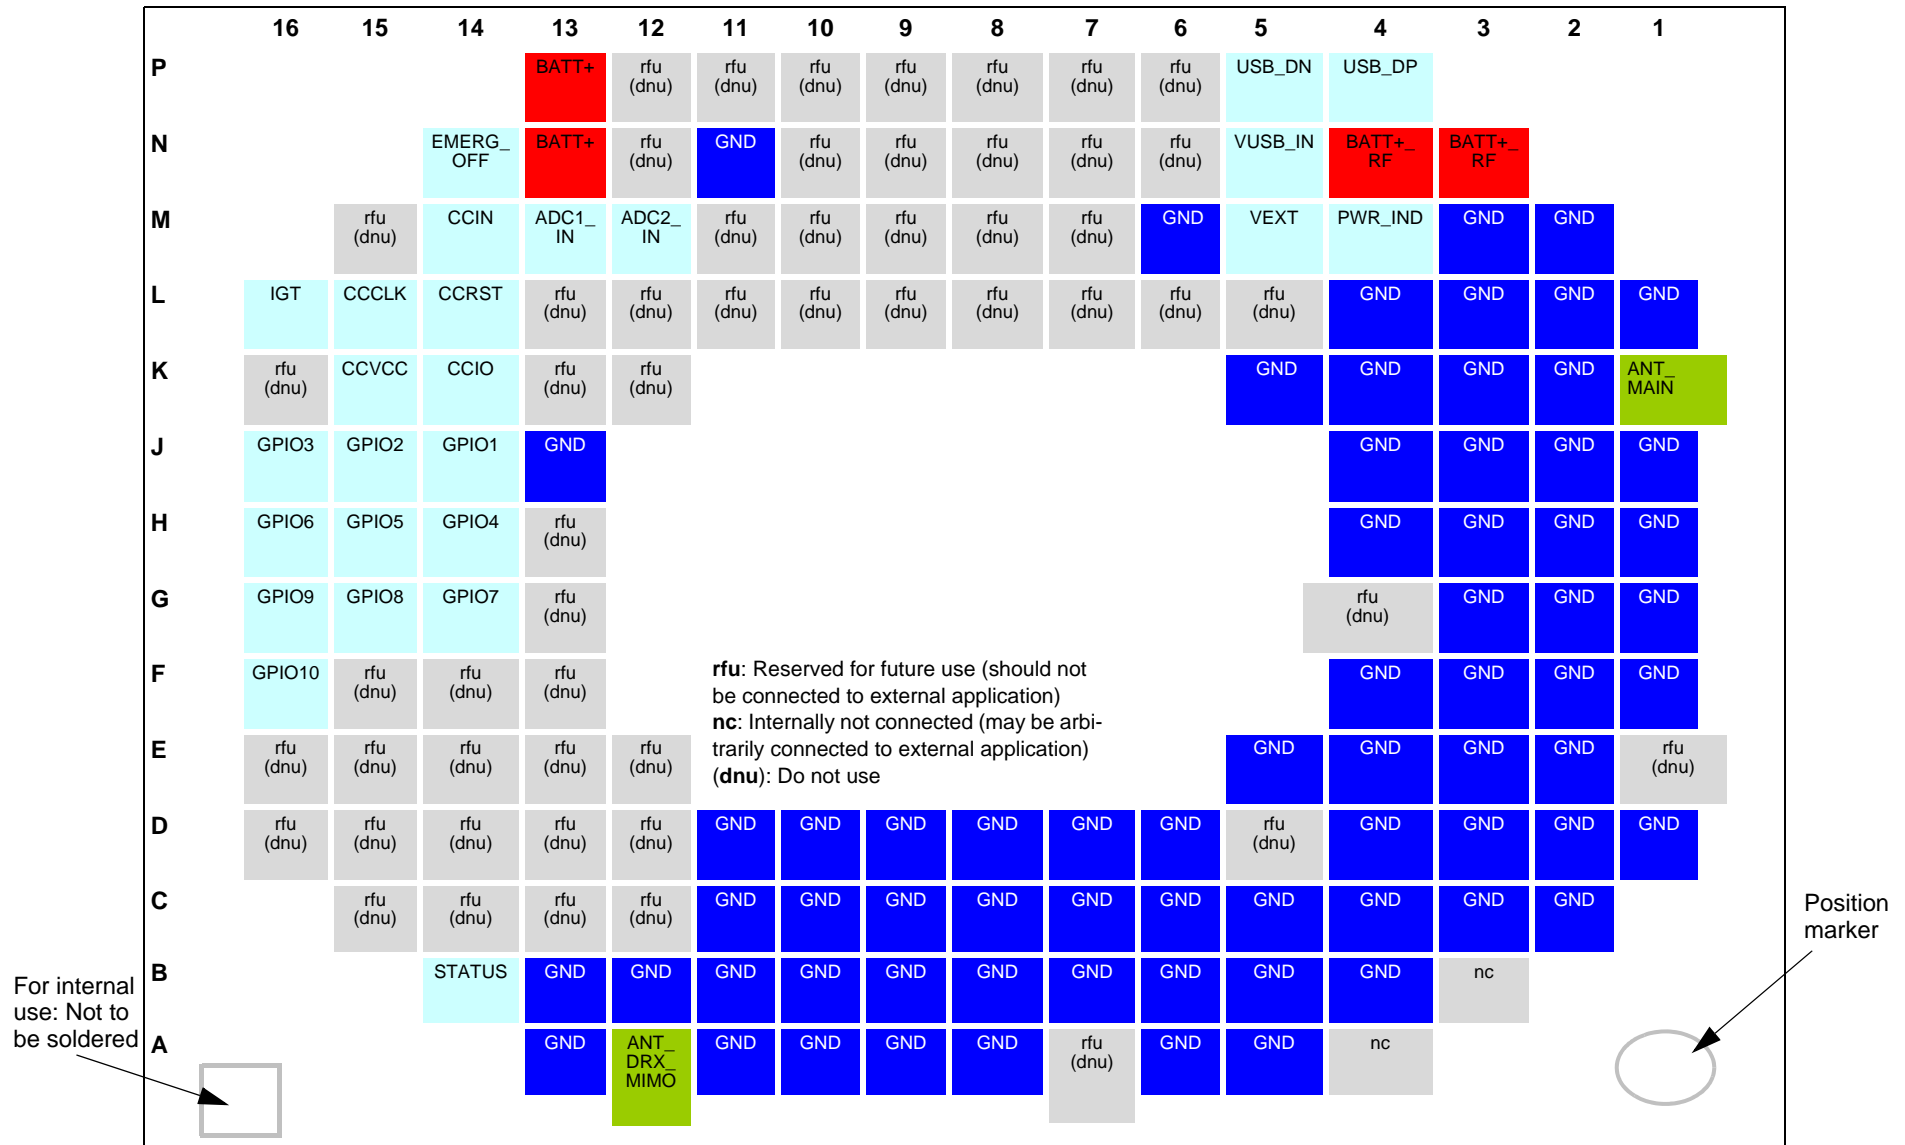 16 15 14 13 12 11 10 9 8 7 6 5 4 3 2 1
P BATT+ rfu (dnu) rfu (dnu) rfu (dnu) rfu (dnu) rfu (dnu) rfu (dnu) rfu (dnu) USB_DN USB_DP
N EMERG_ OFF BATT+ rfu (dnu) GND rfu (dnu) rfu (dnu) rfu (dnu) rfu (dnu) rfu (dnu) VUSB_IN BATT+_ RF BATT+_ RF
M rfu (dnu) CCIN ADC1_ IN ADC2_ IN rfu (dnu) rfu (dnu) rfu (dnu) rfu (dnu) rfu (dnu) GND VEXT PWR_IND GND GND
L IGT CCCLK CCRST rfu (dnu) rfu (dnu) rfu (dnu) rfu (dnu) rfu (dnu) rfu (dnu) rfu (dnu) rfu (dnu) rfu (dnu) GND GND GND GND
K rfu (dnu) CCVCC CCIO rfu (dnu) rfu (dnu) GND GND GND GND ANT_ MAIN
J GPIO3 GPIO2 GPIO1 GND GND GND GND GND
H GPIO6 GPIO5 GPIO4 rfu (dnu) GND GND GND GND
G GPIO9 GPIO8 GPIO7 rfu (dnu) rfu (dnu) GND GND GND
F GPIO10 rfu (dnu) rfu (dnu) rfu (dnu) GND GND GND GND
rfu: Reserved for future use (should not
be connected to external application)
nc: Internally not connected (may be arbi-
trarily connected to external application)
(dnu): Do not use
E rfu (dnu) rfu (dnu) rfu (dnu) rfu (dnu) rfu (dnu) GND GND GND GND rfu (dnu)
D rfu (dnu) rfu (dnu) rfu (dnu) rfu (dnu) rfu (dnu) GND GND GND GND GND GND rfu (dnu) GND GND GND GND
C rfu (dnu) rfu (dnu) rfu (dnu) rfu (dnu) GND GND GND GND GND GND GND GND GND GND
B STATUS GND GND GND GND GND GND GND GND GND GND nc
A GND ANT_ DRX_ MIMO GND GND GND GND rfu (dnu) GND GND nc
Position
marker
For internal
use: Not to
be soldered